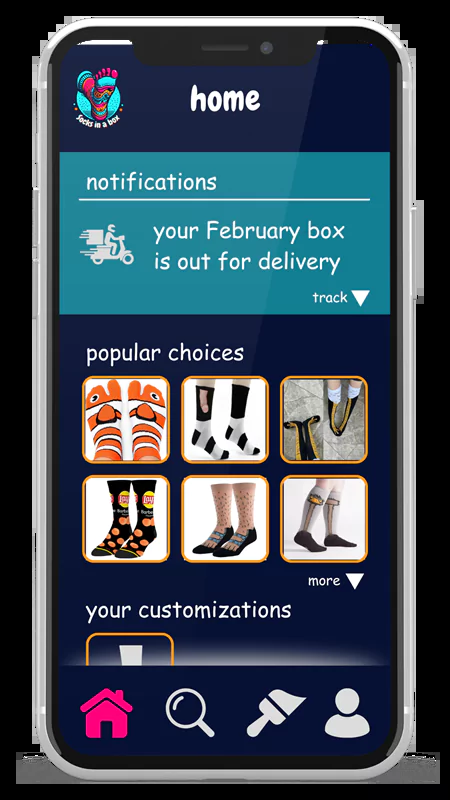 Socks in a box
home
notifications
your February box
is out for delivery
track
popular choices
Lay's
Lay's
more
your customizations